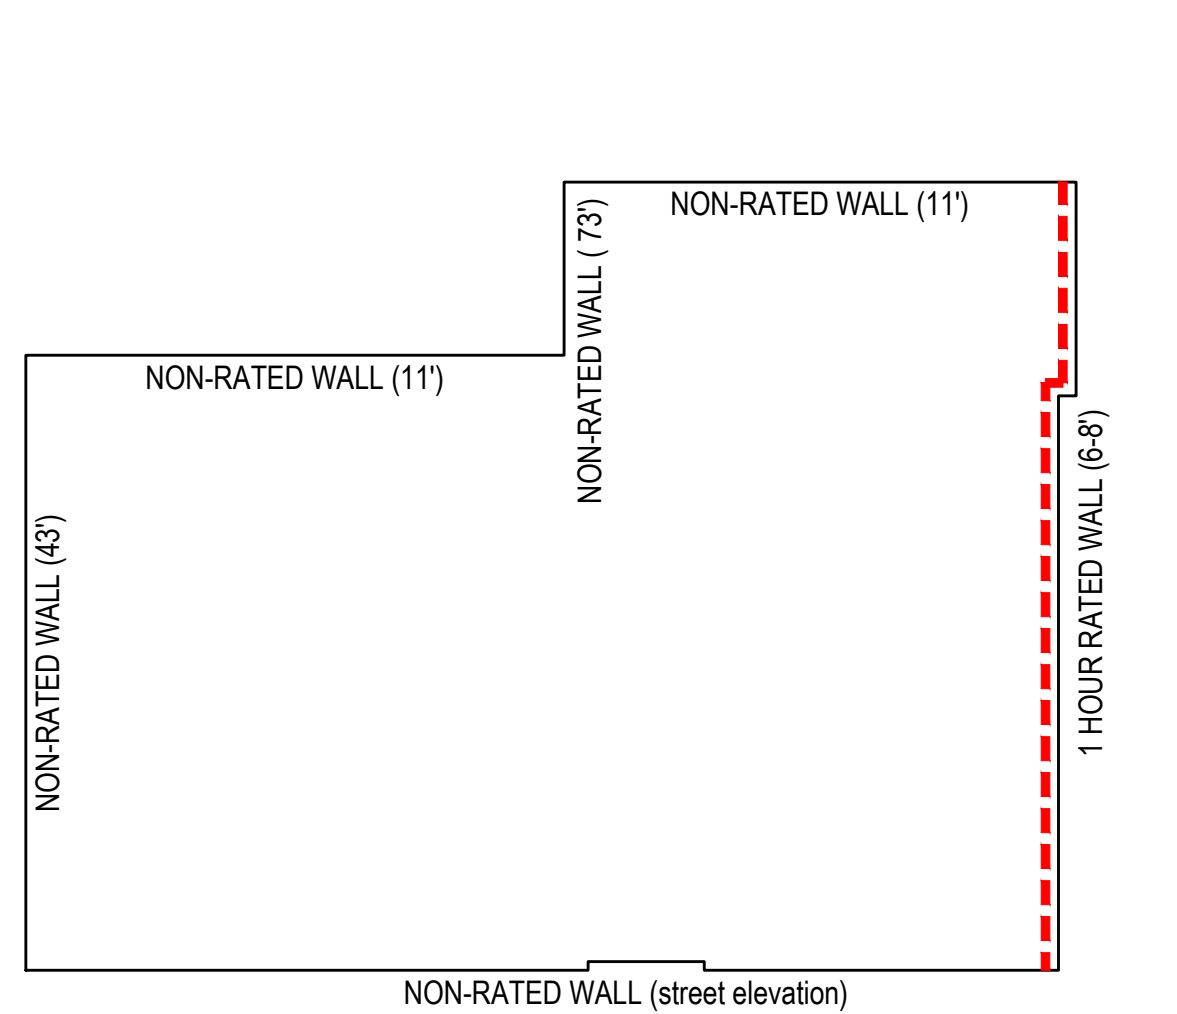 NON-RATED WALL (11')
NON-RATED WALL ( 73')
NON-RATED WALL (11')
NON-RATED WALL (43')
1 HOUR RATED WALL (6-8')
NON-RATED WALL (street elevation)